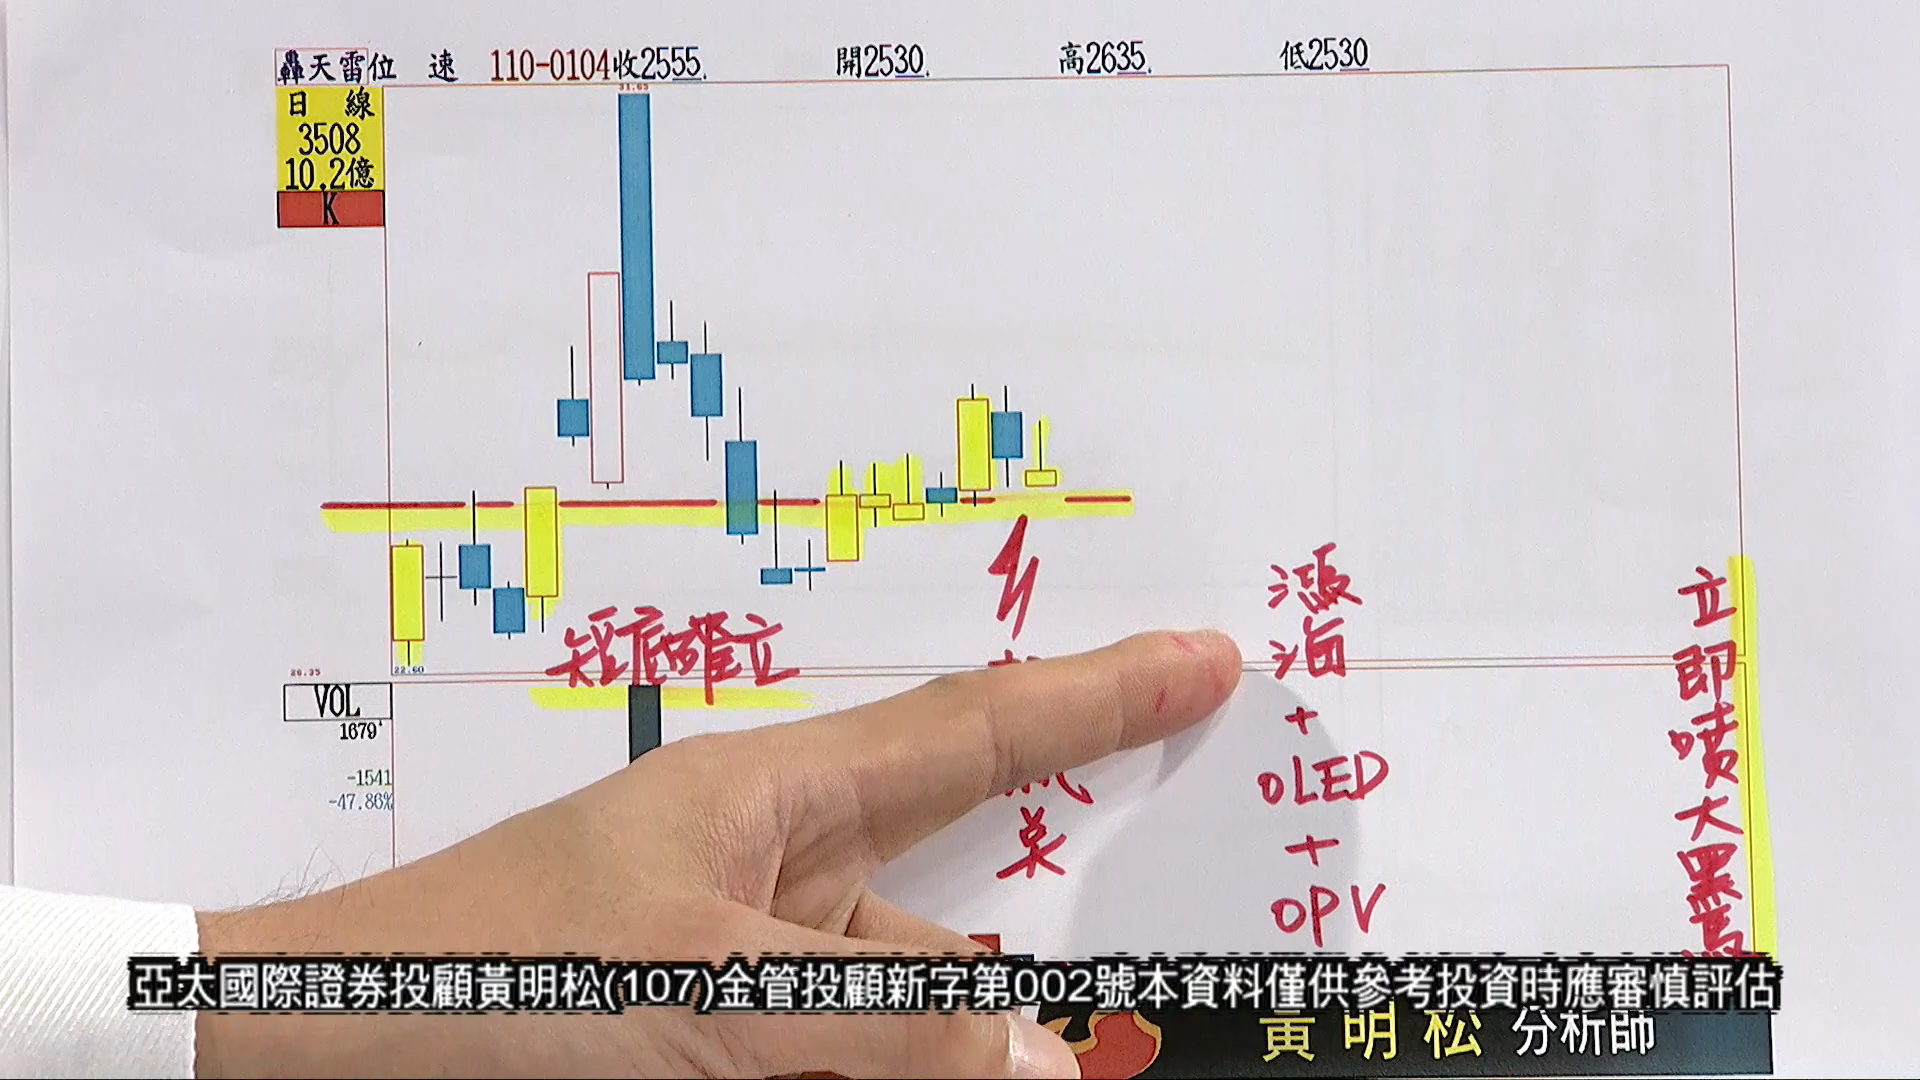 轟天雷位 速 110-0104收2555. 開2530. 高2635. 低2530
日 線
3508
10.2億
K
31.65
22.60
26.35
VOL
1679
-1541
-47.86%
短底確立
漲
海
+
OLED
+
OPV
立即噴大黑馬
亞太國際證券投顧黃明松(107)金管投顧新字第002號本資料僅供參考投資時應審慎評估
黃明松 分析師